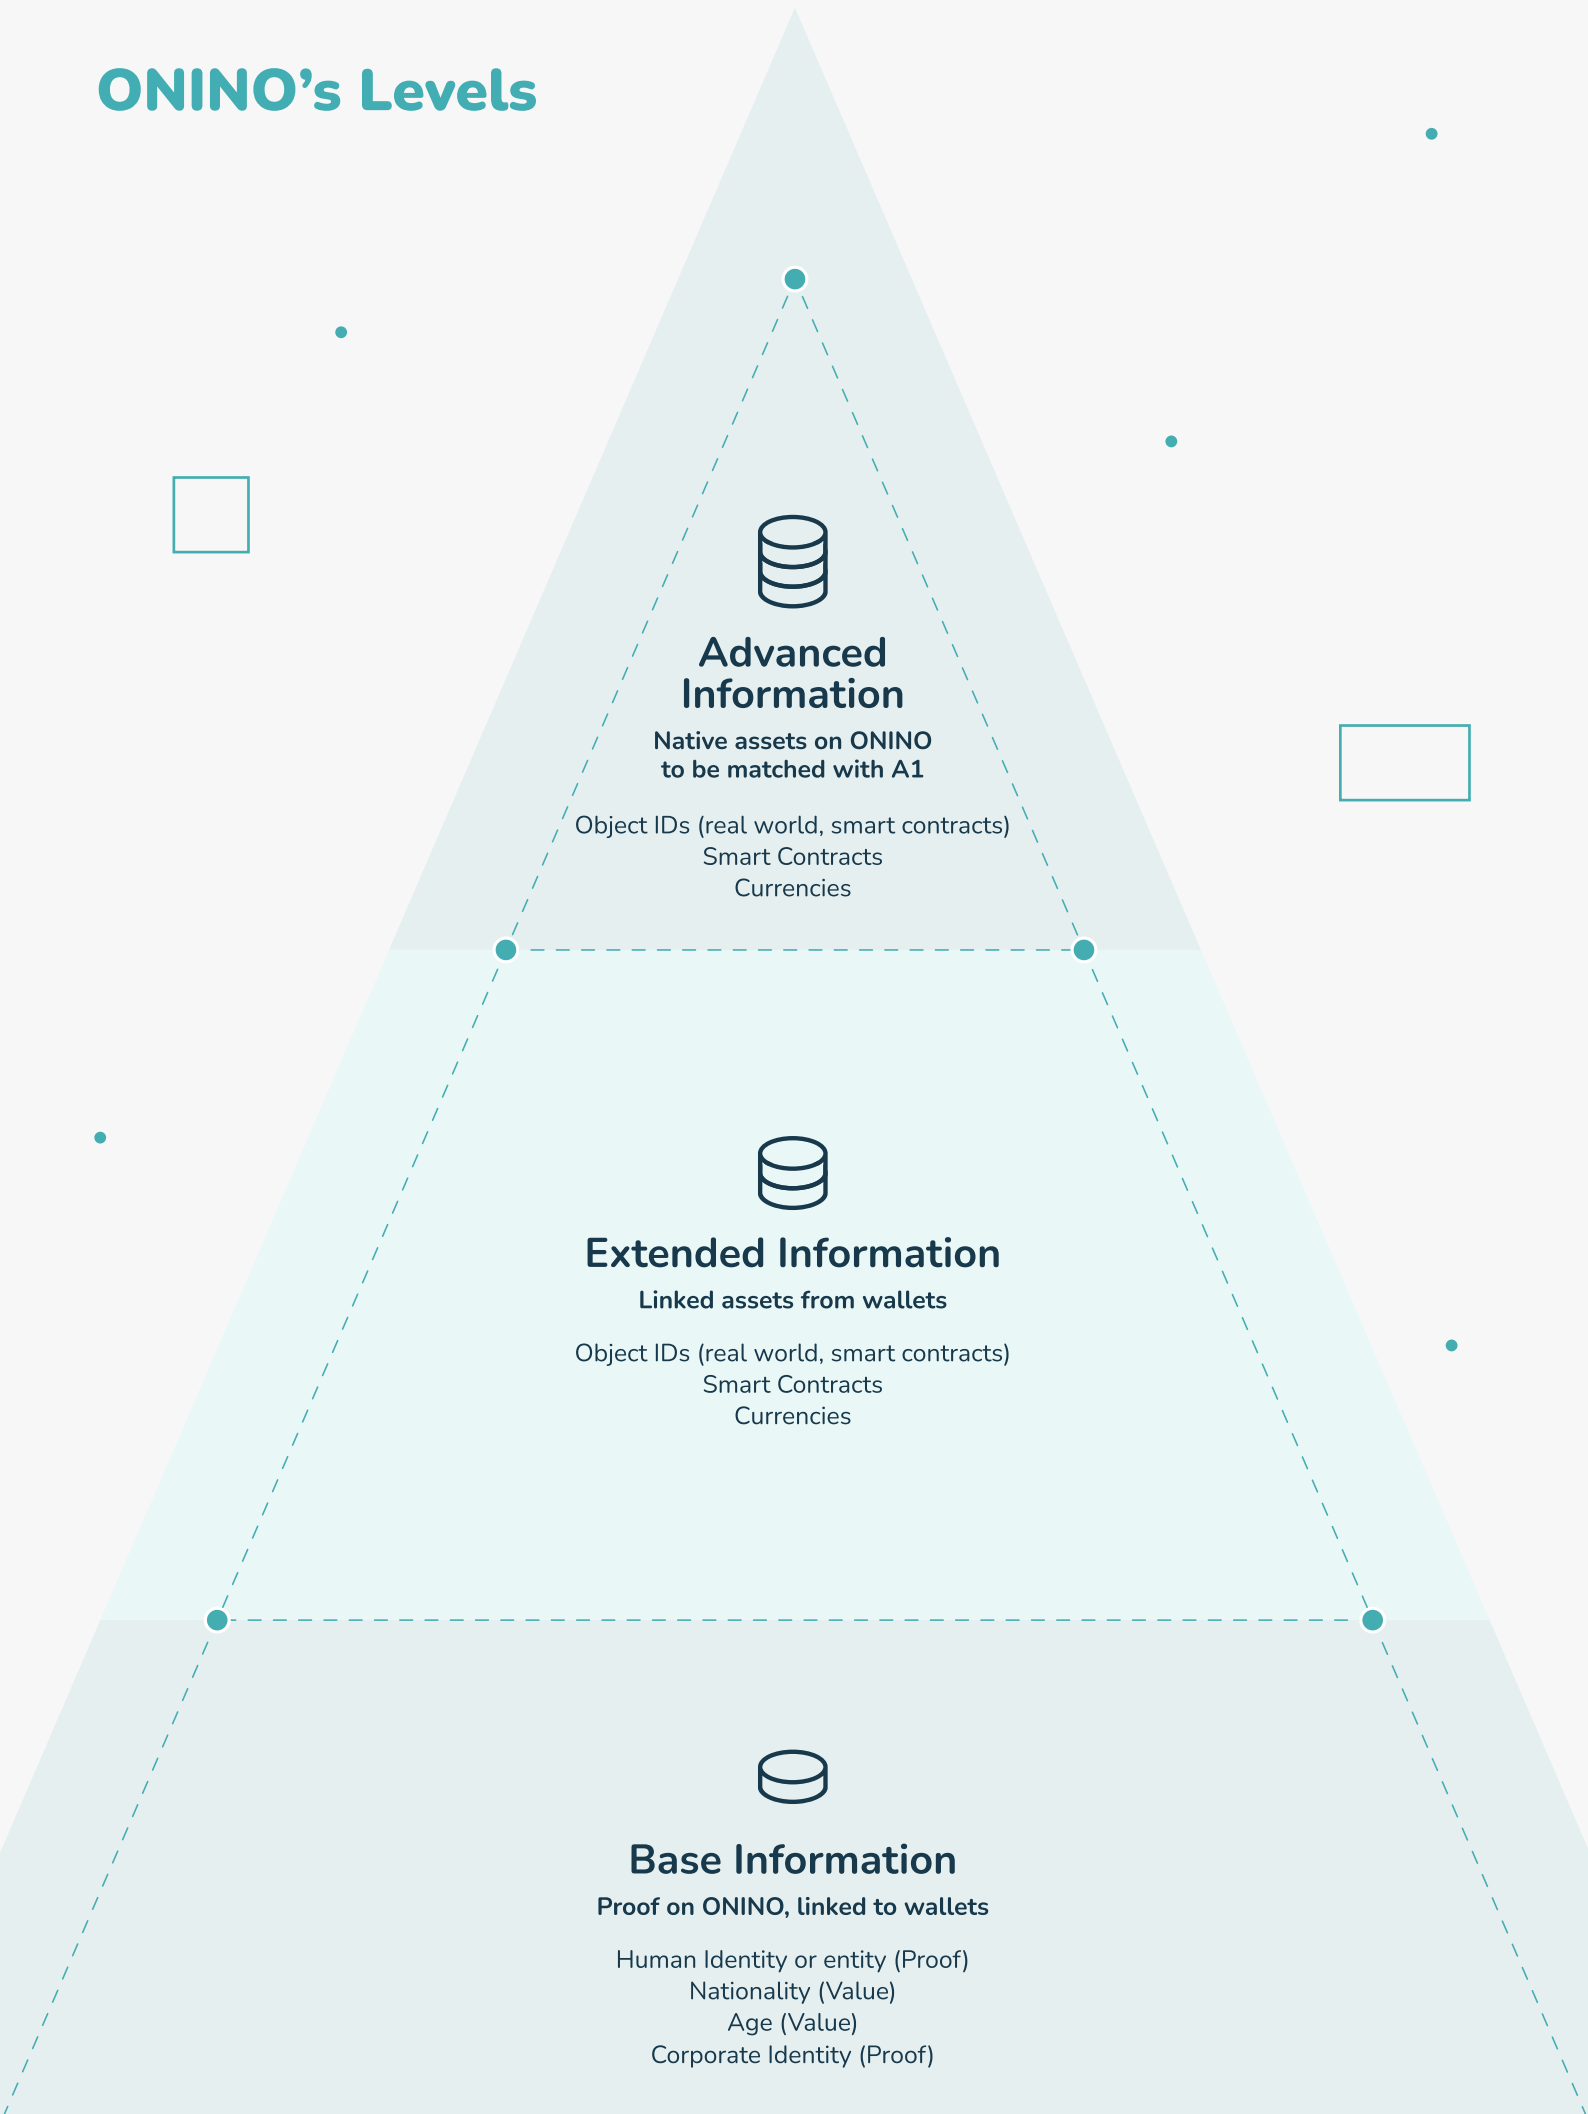 ONINO’s Levels
Advanced
Information
Native assets on ONINO
to be matched with A1
Object IDs (real world, smart contracts)
Smart Contracts
Currencies
Extended Information
Linked assets from wallets
Object IDs (real world, smart contracts)
Smart Contracts
Currencies
Base Information
Proof on ONINO, linked to wallets
Human Identity or entity (Proof)
Nationality (Value)
Age (Value)
Corporate Identity (Proof)